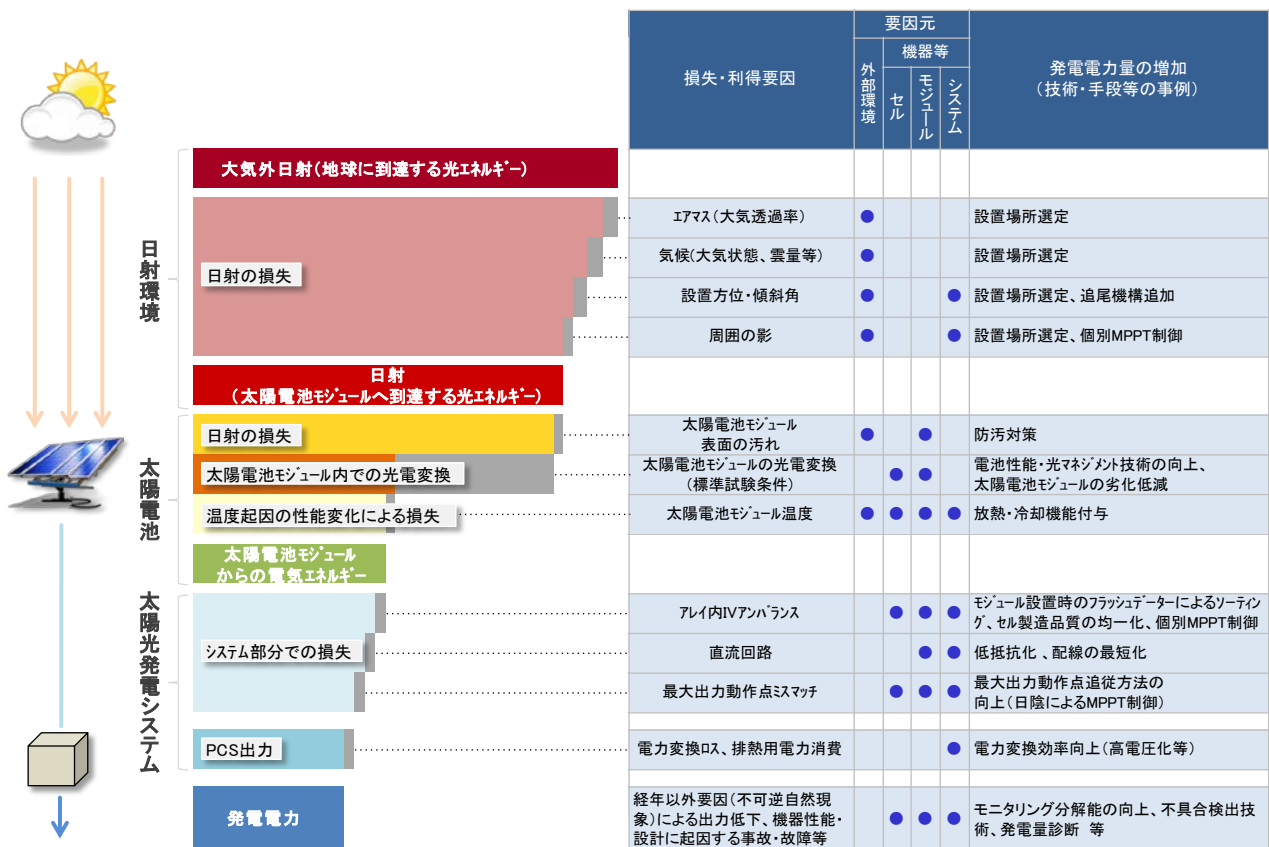 損失・利得要因
要因元
機器等
外部環境
セル
モジュール
システム
発電電力量の増加
（技術・手段等の事例）
日射環境
大気外日射（地球に到達する光エネルギー）
日射の損失
エアマス（大気透過率）
設置場所選定
気候（大気状態、雲量等）
設置場所選定
設置方位・傾斜角
設置場所選定、追尾機構追加
周囲の影
設置場所選定、個別MPPT制御
日射
（太陽電池モジュールへ到達する光エネルギー）
太陽電池
日射の損失
太陽電池モジュール
表面の汚れ
防汚対策
太陽電池モジュール内での光電変換
太陽電池モジュールの光電変換
（標準試験条件）
電池性能・光マネジメント技術の向上、
太陽電池モジュールの劣化低減
温度起因の性能変化による損失
太陽電池モジュール温度
放熱・冷却機能付与
太陽電池モジュール
からの電気エネルギー
太陽光発電システム
システム部分での損失
アレイ内IVアンバランス
モジュール設置時のフラッシュデーターによるソーティン
グ、セル製造品質の均一化、個別MPPT制御
直流回路
低抵抗化 、配線の最短化
最大出力動作点ミスマッチ
最大出力動作点追従方法の
向上（日陰によるMPPT制御）
PCS出力
電力変換ロス、排熱用電力消費
電力変換効率向上（高電圧化等）
発電電力
経年以外要因（不可逆自然現
象）による出力低下、機器性能・
設計に起因する事故・故障等
モニタリング分解能の向上、不具合検出技
術、発電量診断 等